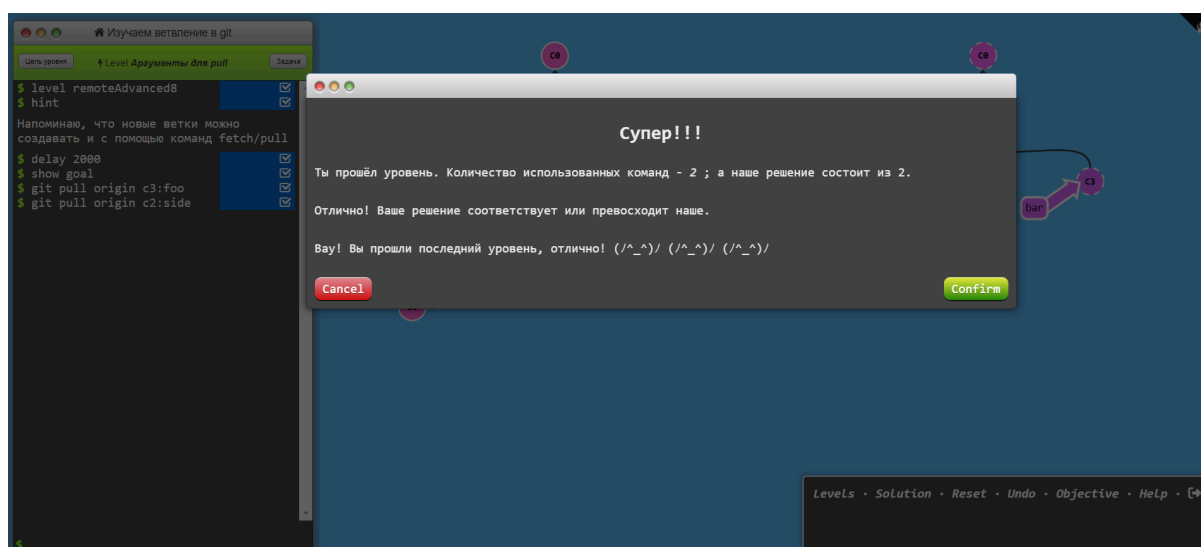 Изучаем ветвление в git
Цель уровня
Level Аргументы для pull
Задача
$ level remoteAdvanced8
$ hint
Напоминаю, что новые ветки можно
создавать и с помощью команд fetch/pull
$ delay 2000
$ show goal
$ git pull origin c3:foo
$ git pull origin c2:side
$
c0
c0
Супер!!!
Ты прошёл уровень. Количество использованных команд - 2 ; а наше решение состоит из 2.
Отлично! Ваше решение соответствует или превосходит наше.
Вау! Вы прошли последний уровень, отлично! (/^_^)/ (/^_^)/ (/^_^)/
Cancel
Confirm
c3
bar
Levels · Solution · Reset · Undo · Objective · Help ·